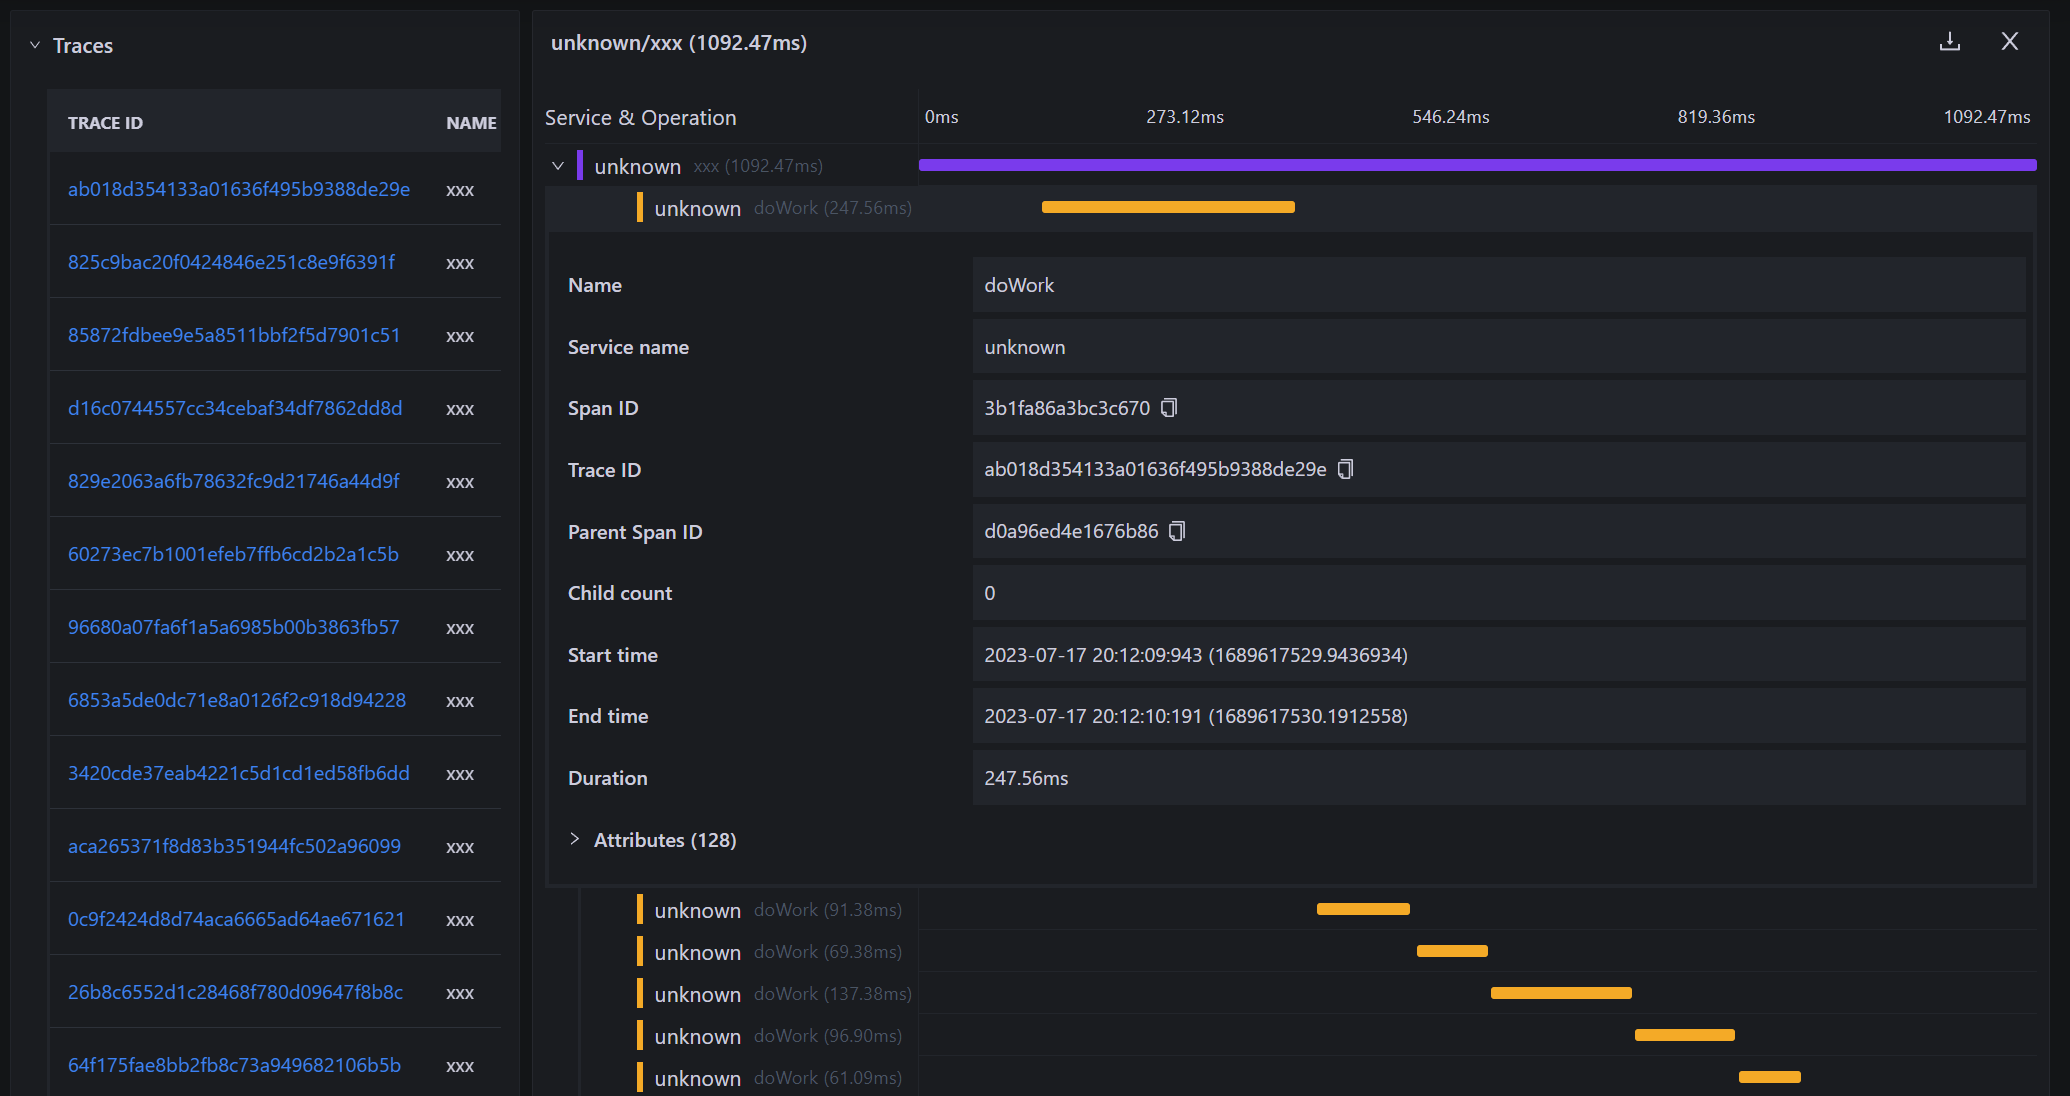 Traces
TRACE ID NAME
ab018d354133a01636f495b9388de29e xxx
825c9bac20f0424846e251c8e9f6391f xxx
85872fdbee9e5a8511bbf2f5d7901c51 xxx
d16c0744557cc34cebaf34df7862dd8d xxx
829e2063a6fb78632fc9d21746a44d9f xxx
60273ec7b1001efeb7ffb6cd2b2a1c5b xxx
96680a07fa6f1a5a6985b00b3863fb57 xxx
6853a5de0dc71e8a0126f2c918d94228 xxx
3420cde37eab4221c5d1cd1ed58fb6dd xxx
aca265371f8d83b351944fc502a96099 xxx
0c9f2424d8d74aca6665ad64ae671621 xxx
26b8c6552d1c28468f780d09647f8b8c xxx
64f175fae8bb2fb8c73a949682106b5b xxx
unknown/xxx (1092.47ms)
Service & Operation 0ms 273.12ms 546.24ms 819.36ms 1092.47ms
unknown xxx (1092.47ms)
unknown doWork (247.56ms)
Name doWork
Service name unknown
Span ID 3b1fa86a3bc3c670
Trace ID ab018d354133a01636f495b9388de29e
Parent Span ID d0a96ed4e1676b86
Child count 0
Start time 2023-07-17 20:12:09:943 (1689617529.9436934)
End time 2023-07-17 20:12:10:191 (1689617530.1912558)
Duration 247.56ms
Attributes (128)
unknown doWork (91.38ms)
unknown doWork (69.38ms)
unknown doWork (137.38ms)
unknown doWork (96.90ms)
unknown doWork (61.09ms)